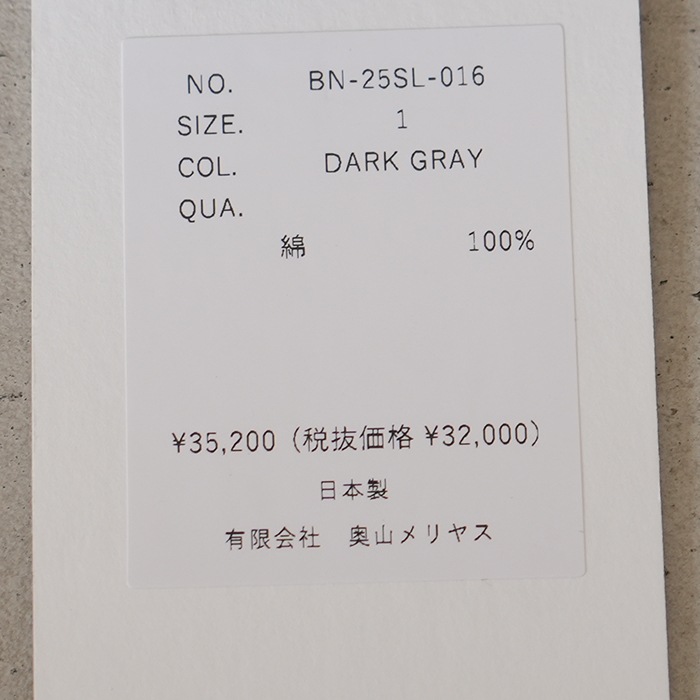 NO. BN-25SL-016
SIZE. 1
COL. DARK GRAY
QUA.
綿 100%
¥35,200 (税抜価格 ¥32,000)
日本製
有限会社 奥山メリヤス